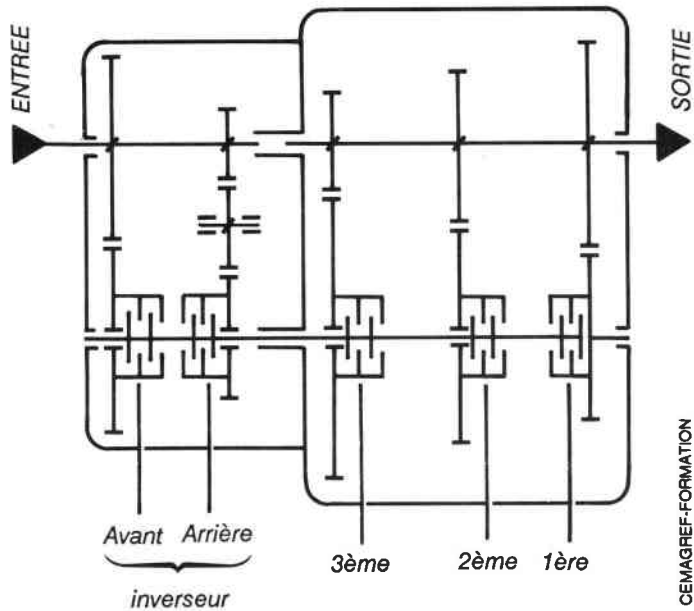 ENTREE
SORTIE
Avant Arrière
inverseur
3ème 2ème 1ère
CEMAGREF-FORMATION